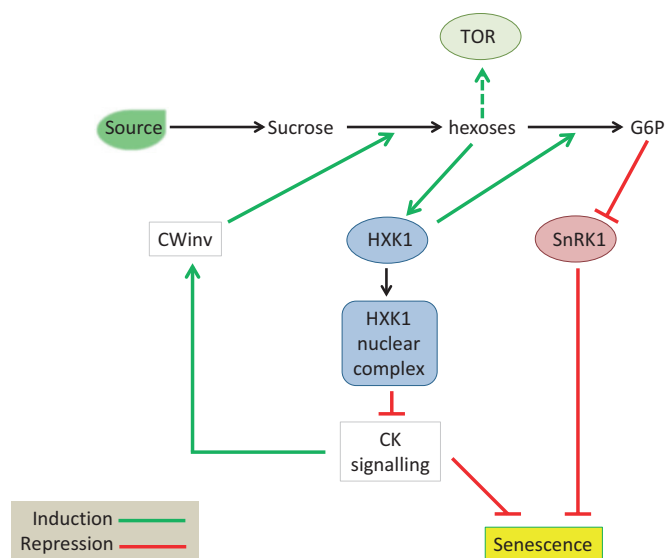 TOR
Source
Sucrose
hexoses
G6P
CWinv
HXK1
SnRK1
HXK1
nuclear
complex
CK
signalling
Induction
Repression
Senescence